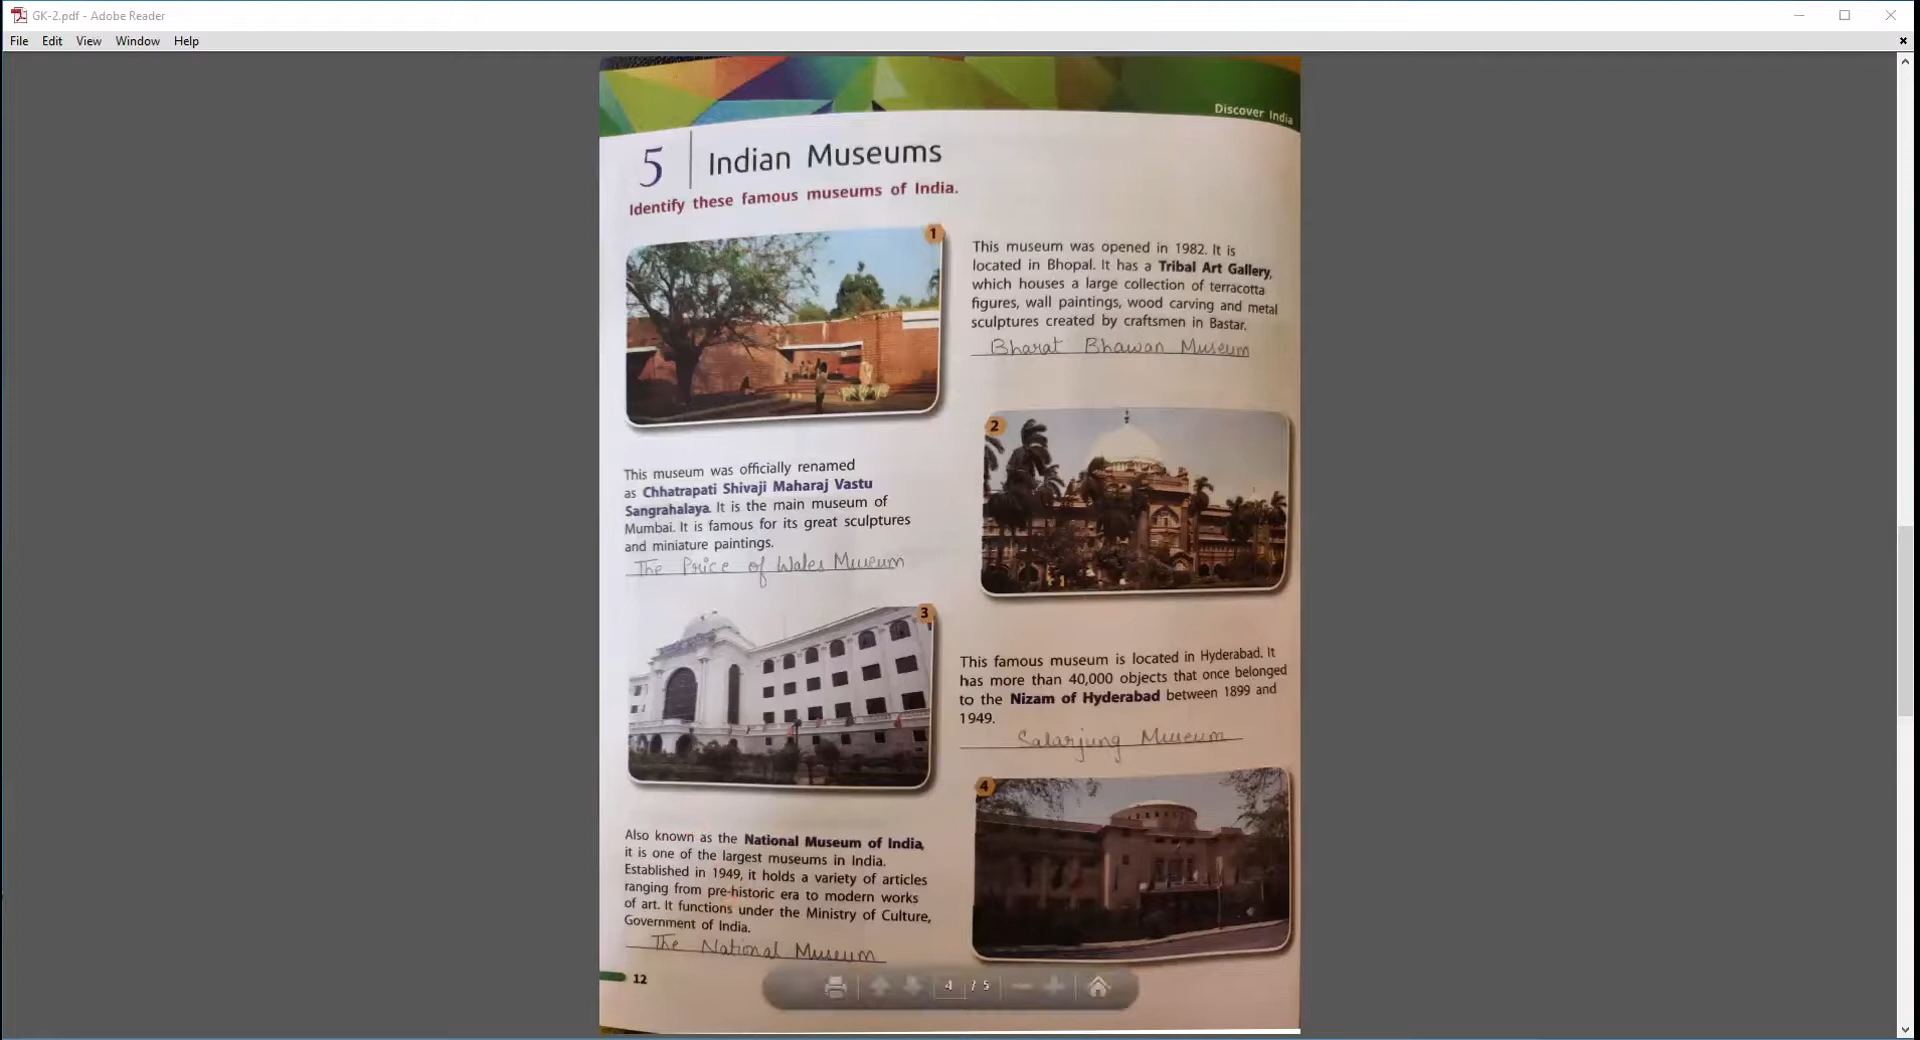 GK-2.pdf - Adobe Reader
File Edit View Window Help
Discover India
5 Indian Museums
Identify these famous museums of India.
1
This museum was opened in 1982. It is
located in Bhopal. It has a Tribal Art Gallery,
which houses a large collection of terracotta
figures, wall paintings, wood carving and metal
sculptures created by craftsmen in Bastar.
Bharat Bhawan Museum
2
This museum was officially renamed
as Chhatrapati Shivaji Maharaj Vastu
Sangrahalaya. It is the main museum of
Mumbai. It is famous for its great sculptures
and miniature paintings.
The Price of Wales Museum
3
This famous museum is located in Hyderabad. It
has more than 40,000 objects that once belonged
to the Nizam of Hyderabad between 1899 and
1949.
Salarjung Museum
4
Also known as the National Museum of India,
it is one of the largest museums in India.
Established in 1949, it holds a variety of articles
ranging from pre-historic era to modern works
of art. It functions under the Ministry of Culture,
Government of India.
The National Museum
12
4 / 5